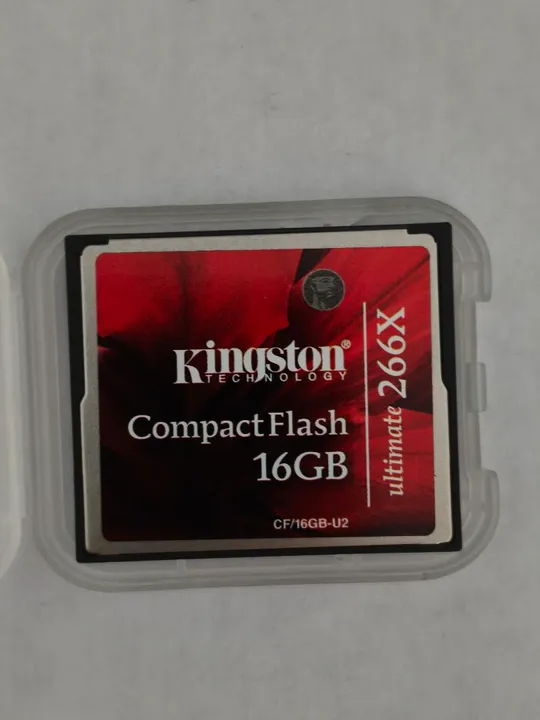 Kingston®
TECHNOLOGY
CompactFlash
16GB
ultimate 266X
CF/16GB-U2